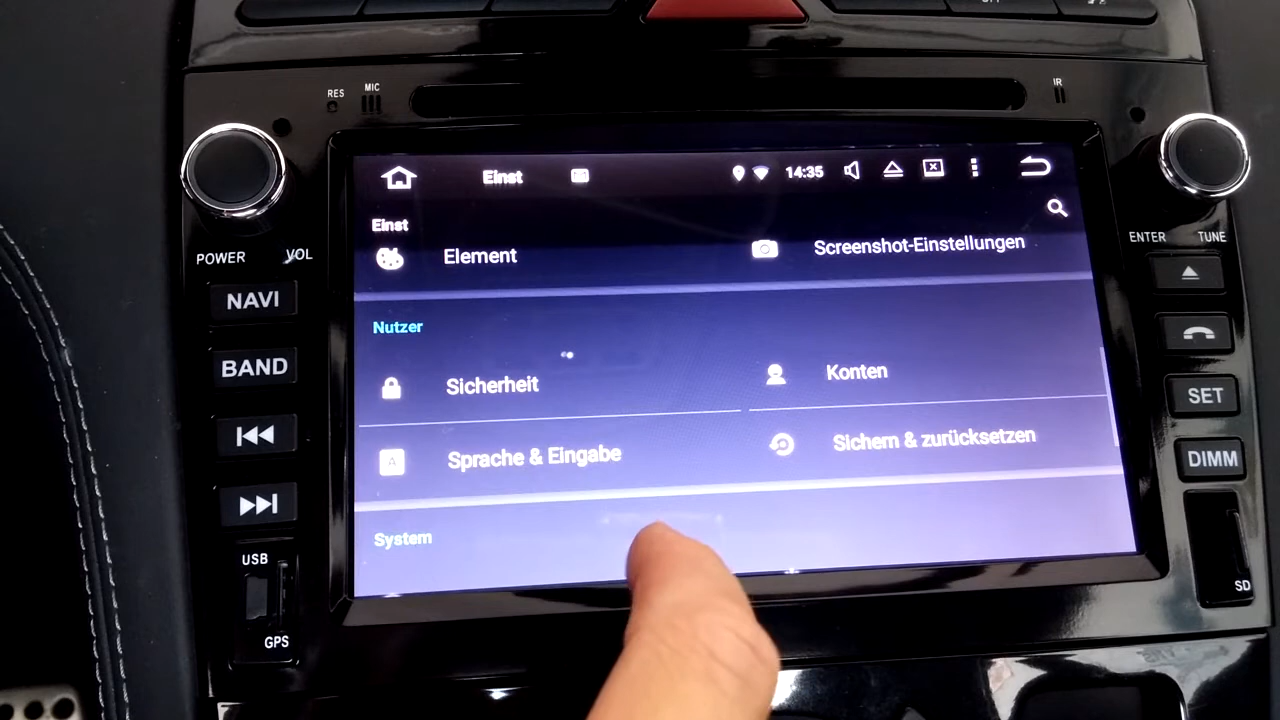 RES
MIC
IR
Einst
14:35
Einst
Element
Screenshot-Einstellungen
POWER
VOL
ENTER
TUNE
NAVI
Nutzer
BAND
Sicherheit
Konten
SET
A
Sprache & Eingabe
Sichern & zurücksetzen
DIMM
System
USB
SD
GPS